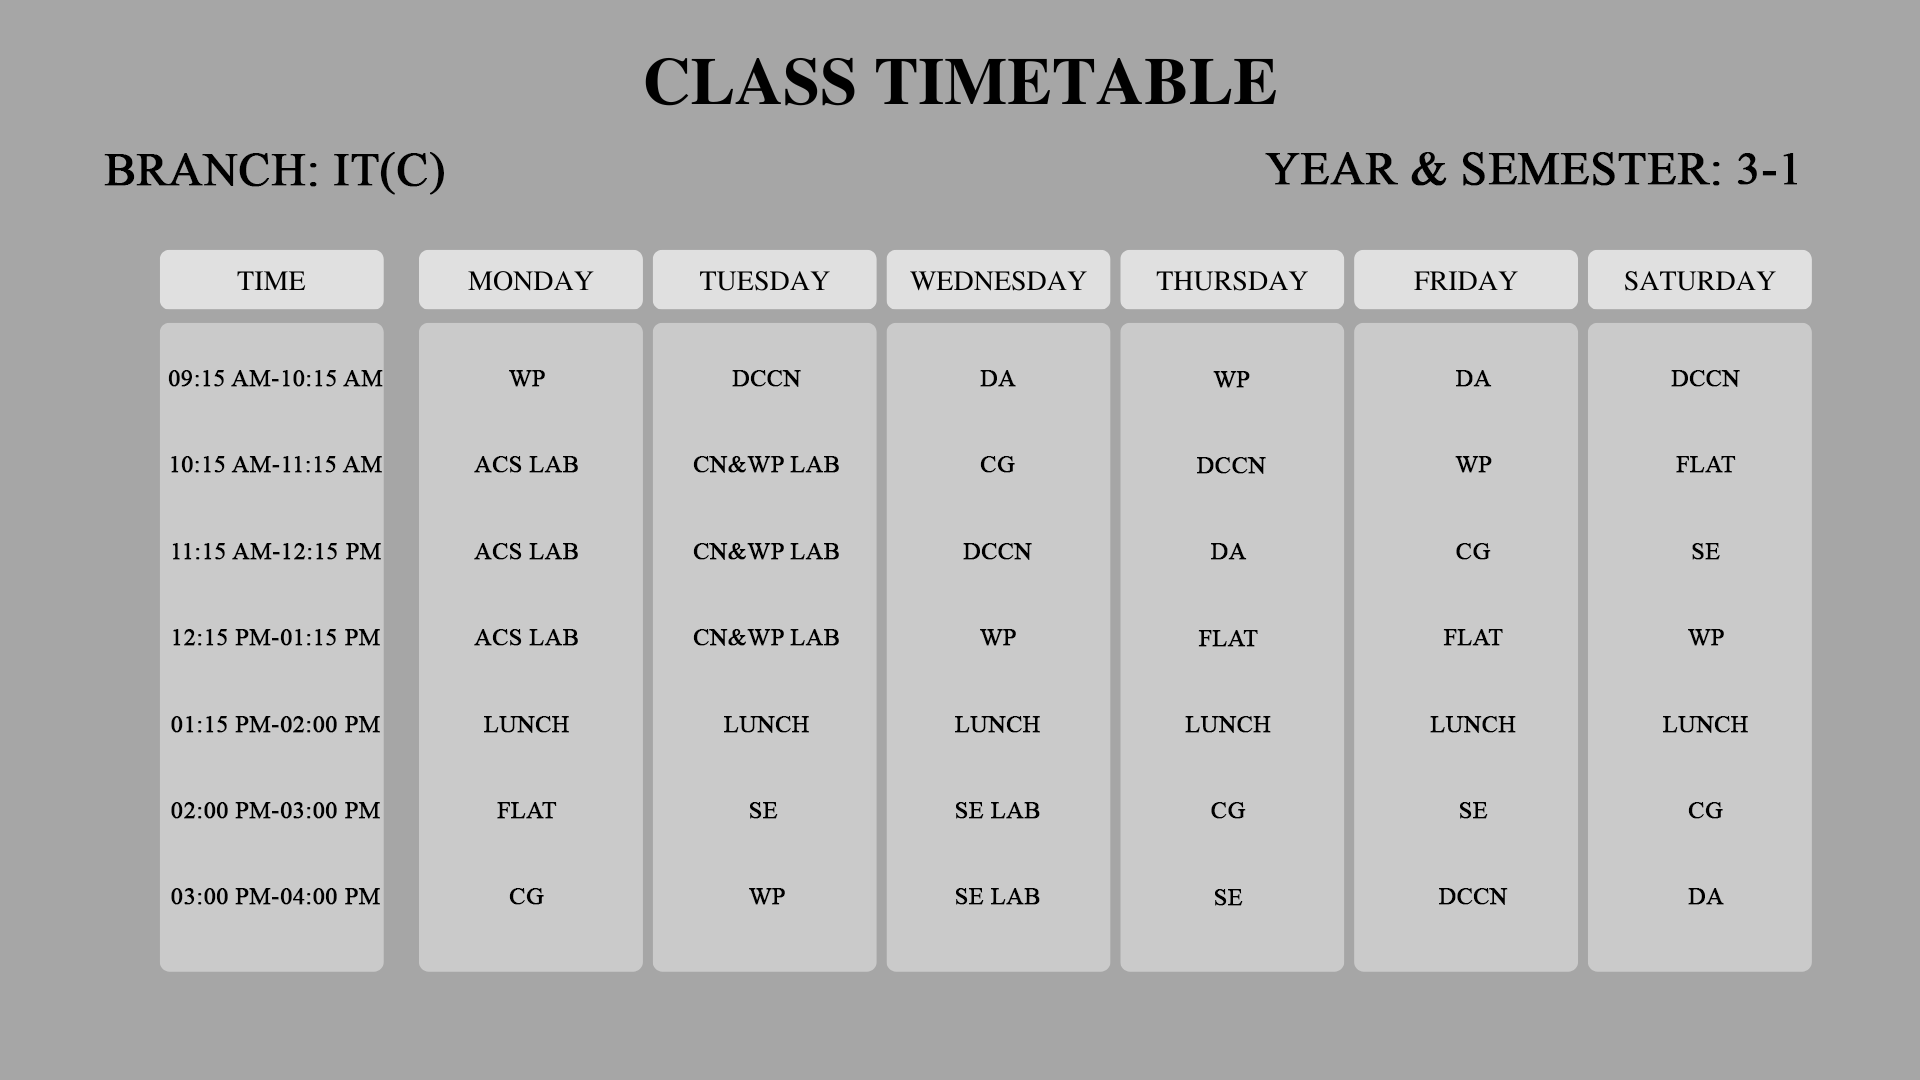 CLASS TIMETABLE
BRANCH: IT(C) YEAR & SEMESTER: 3-1
TIME MONDAY TUESDAY WEDNESDAY THURSDAY FRIDAY SATURDAY
09:15 AM-10:15 AM WP DCCN DA WP DA DCCN
10:15 AM-11:15 AM ACS LAB CN&WP LAB CG DCCN WP FLAT
11:15 AM-12:15 PM ACS LAB CN&WP LAB DCCN DA CG SE
12:15 PM-01:15 PM ACS LAB CN&WP LAB WP FLAT FLAT WP
01:15 PM-02:00 PM LUNCH LUNCH LUNCH LUNCH LUNCH LUNCH
02:00 PM-03:00 PM FLAT SE SE LAB CG SE CG
03:00 PM-04:00 PM CG WP SE LAB SE DCCN DA